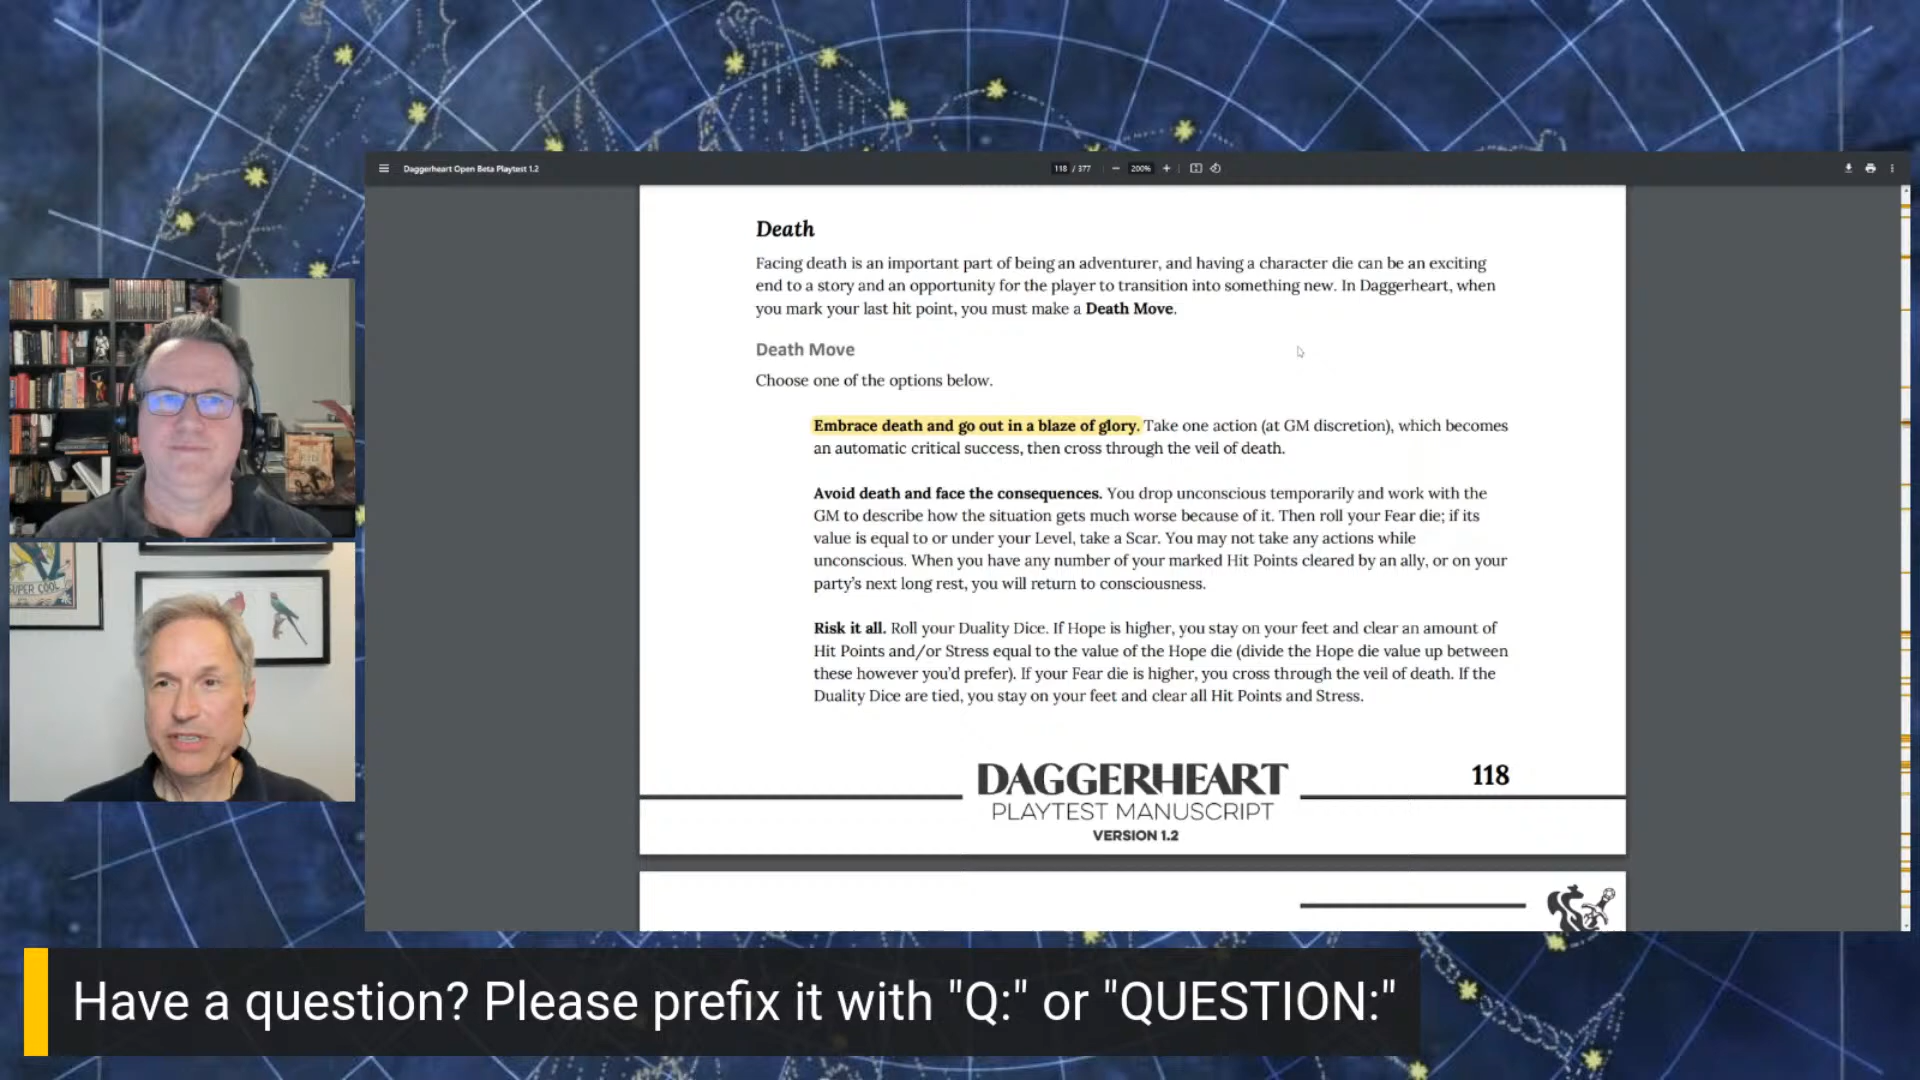 Daggerheart Open Beta Playtest 1.2
118 / 377
200%
Death
Facing death is an important part of being an adventurer, and having a character die can be an exciting
end to a story and an opportunity for the player to transition into something new. In Daggerheart, when
you mark your last hit point, you must make a Death Move.
Death Move
Choose one of the options below.
Embrace death and go out in a blaze of glory. Take one action (at GM discretion), which becomes
an automatic critical success, then cross through the veil of death.
Avoid death and face the consequences. You drop unconscious temporarily and work with the
GM to describe how the situation gets much worse because of it. Then roll your Fear die; if its
value is equal to or under your Level, take a Scar. You may not take any actions while
unconscious. When you have any number of your marked Hit Points cleared by an ally, or on your
party's next long rest, you will return to consciousness.
Risk it all. Roll your Duality Dice. If Hope is higher, you stay on your feet and clear an amount of
Hit Points and/or Stress equal to the value of the Hope die (divide the Hope die value up between
these however you'd prefer). If your Fear die is higher, you cross through the veil of death. If the
Duality Dice are tied, you stay on your feet and clear all Hit Points and Stress.
DAGGERHEART
118
PLAYTEST MANUSCRIPT
VERSION 1.2
SUPER COOL
Have a question? Please prefix it with "Q:" or "QUESTION:"